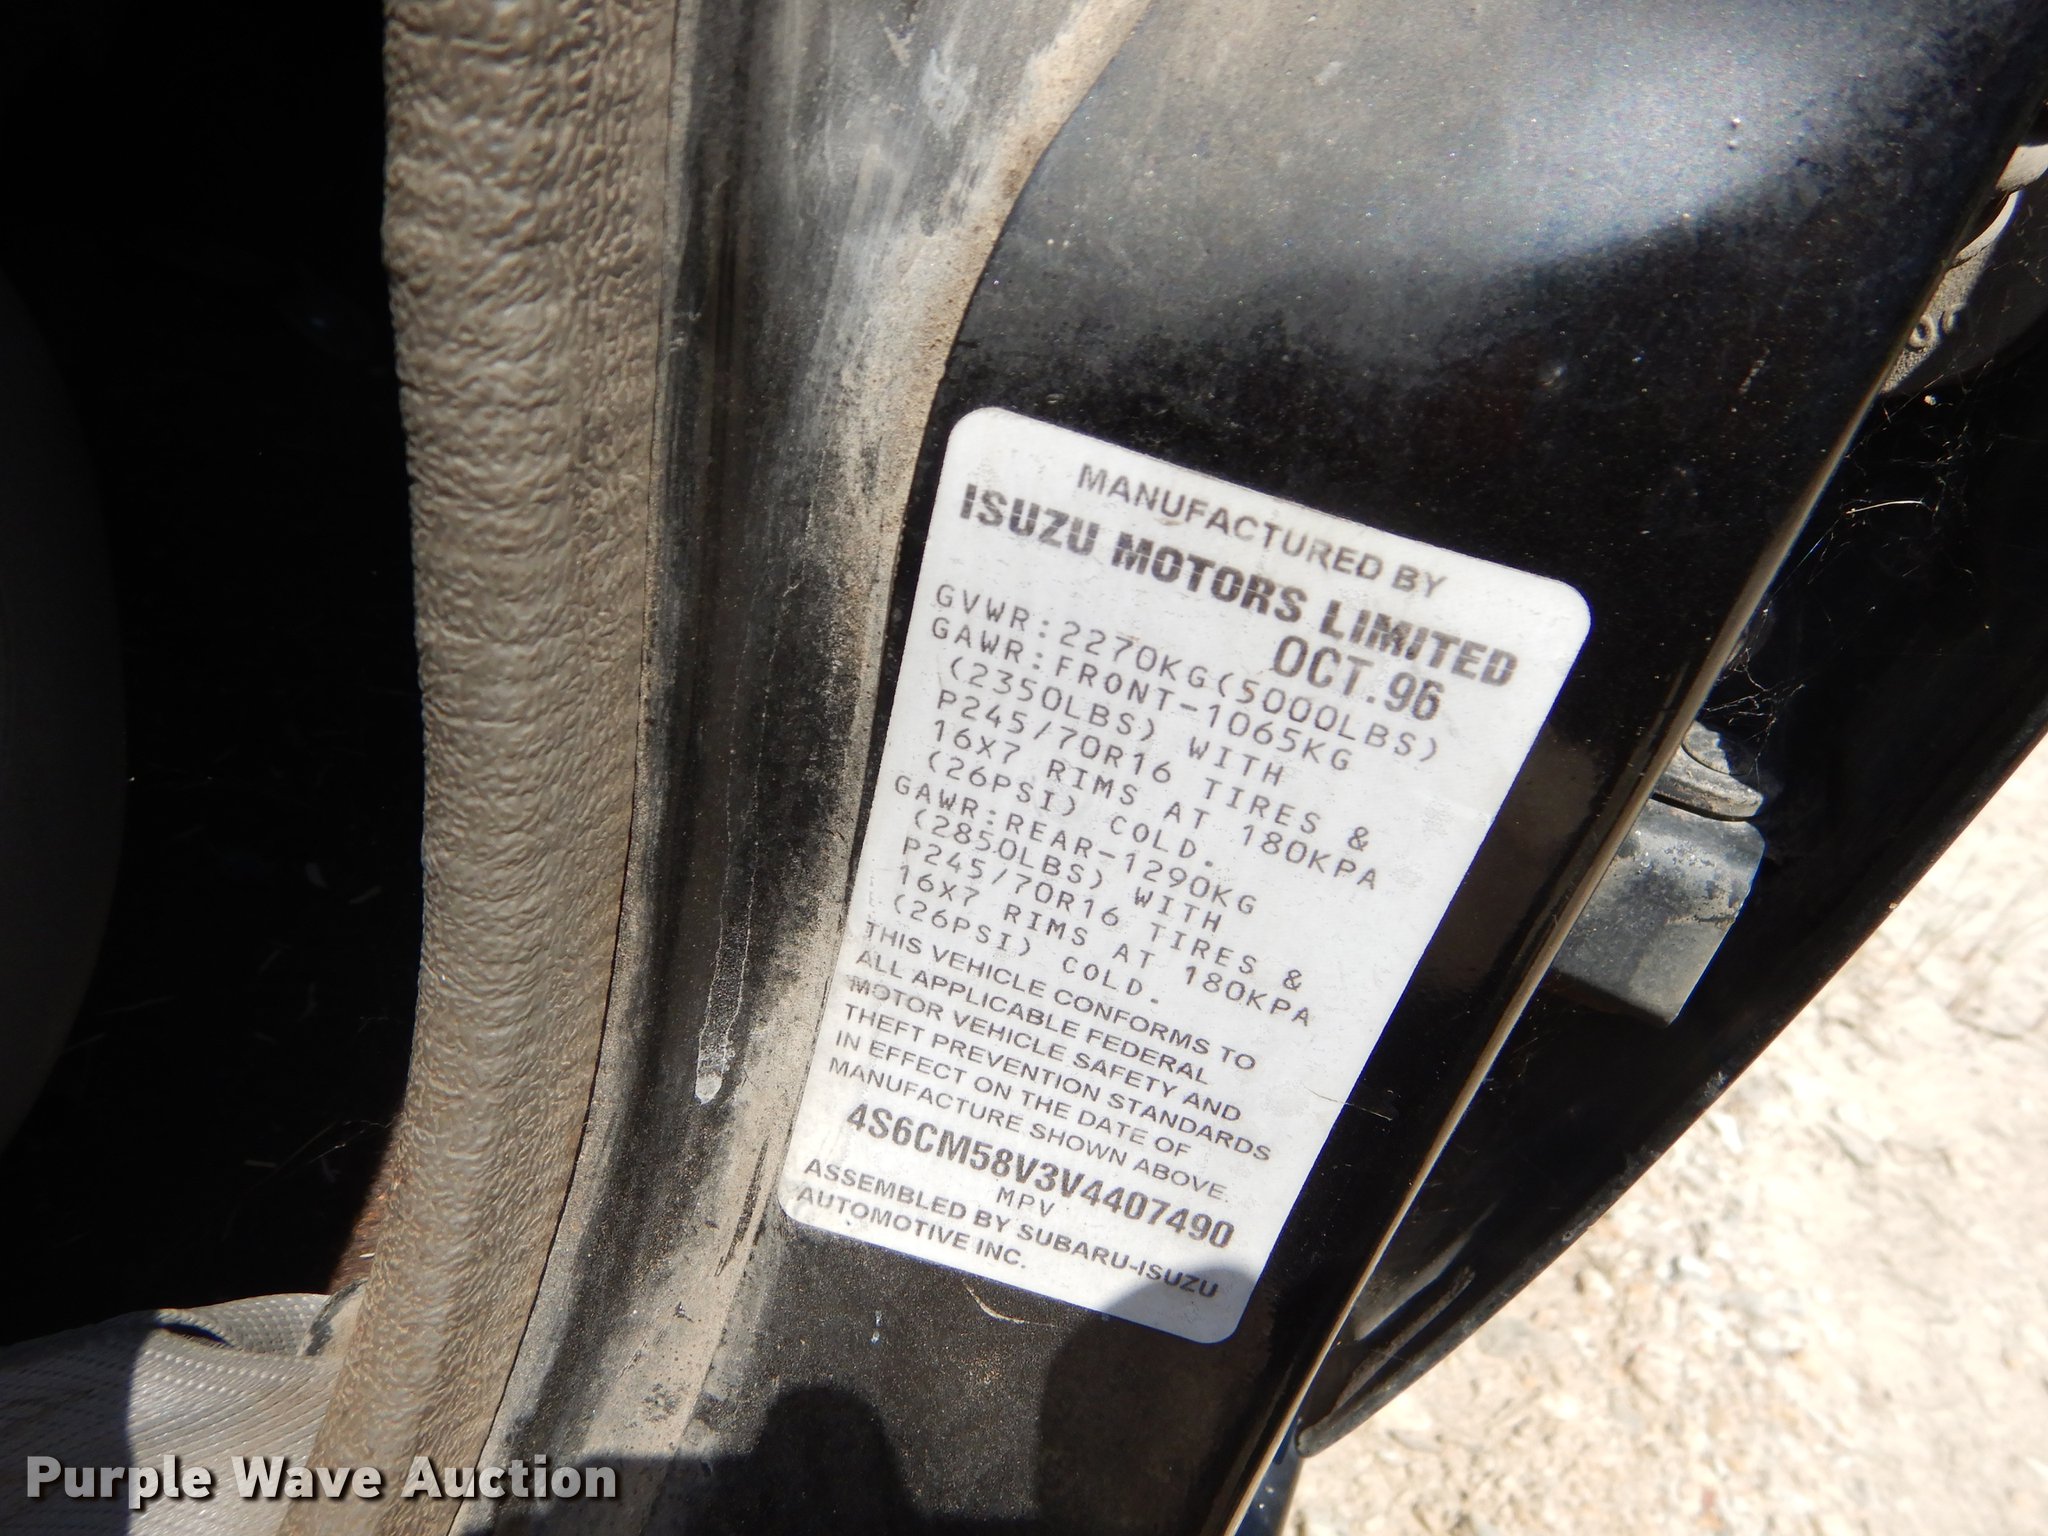 MANUFACTURED BY
ISUZU MOTORS LIMITED
OCT.96
GVWR:2270KG(5000LBS)
GAWR:FRONT-1065KG
(2350LBS) WITH
P245/70R16 TIRES &
16X7 RIMS AT 180KPA
(26PSI) COLD.
GAWR:REAR-1290KG
(2850LBS) WITH
P245/70R16 TIRES &
16X7 RIMS AT 180KPA
(26PSI) COLD.
THIS VEHICLE CONFORMS TO
ALL APPLICABLE FEDERAL
MOTOR VEHICLE SAFETY AND
THEFT PREVENTION STANDARDS
IN EFFECT ON THE DATE OF
MANUFACTURE SHOWN ABOVE.
4S6CM58V3V4407490
MPV
ASSEMBLED BY SUBARU-ISUZU
AUTOMOTIVE INC.
Purple Wave Auction